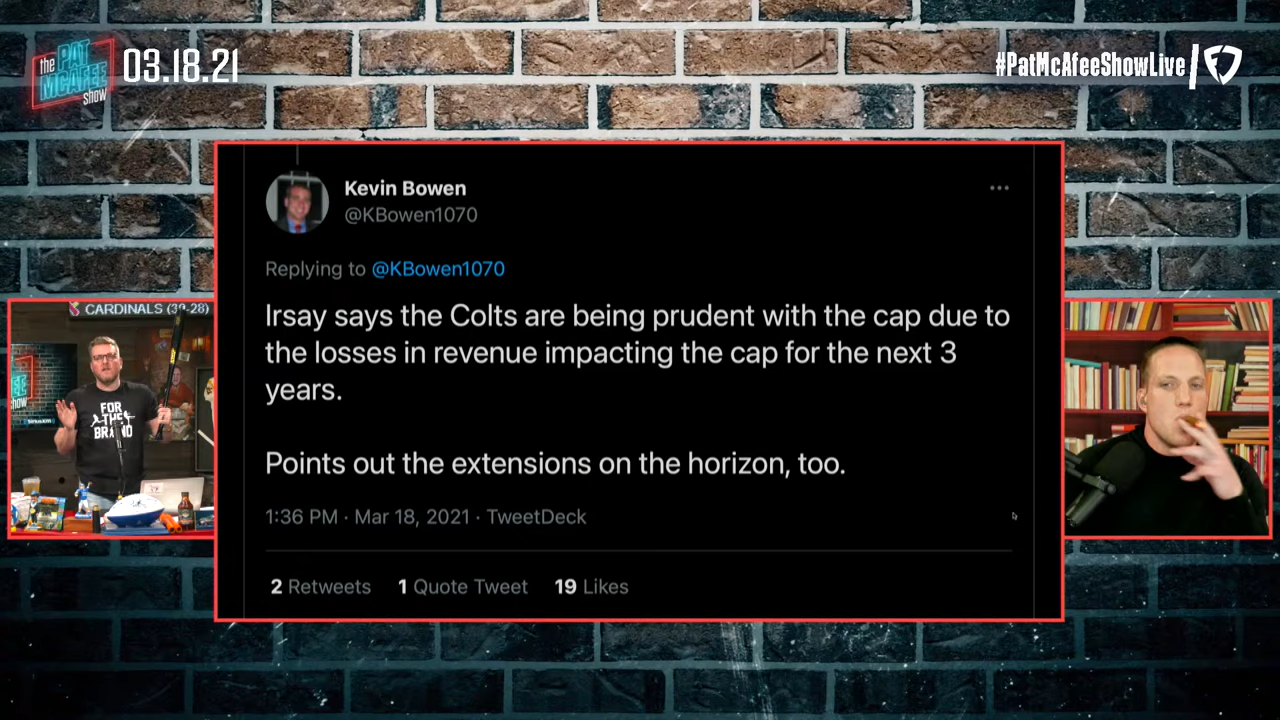 the PAT
MCAFEE
show
03.18.21
#PatMcAfeeShowLive
Kevin Bowen
@KBowen1070
Replying to @KBowen1070
Irsay says the Colts are being prudent with the cap due to
the losses in revenue impacting the cap for the next 3
years.
Points out the extensions on the horizon, too.
1:36 PM · Mar 18, 2021 · TweetDeck
2 Retweets 1 Quote Tweet 19 Likes
CARDINALS (39-28)
FOR
THE
BRAND